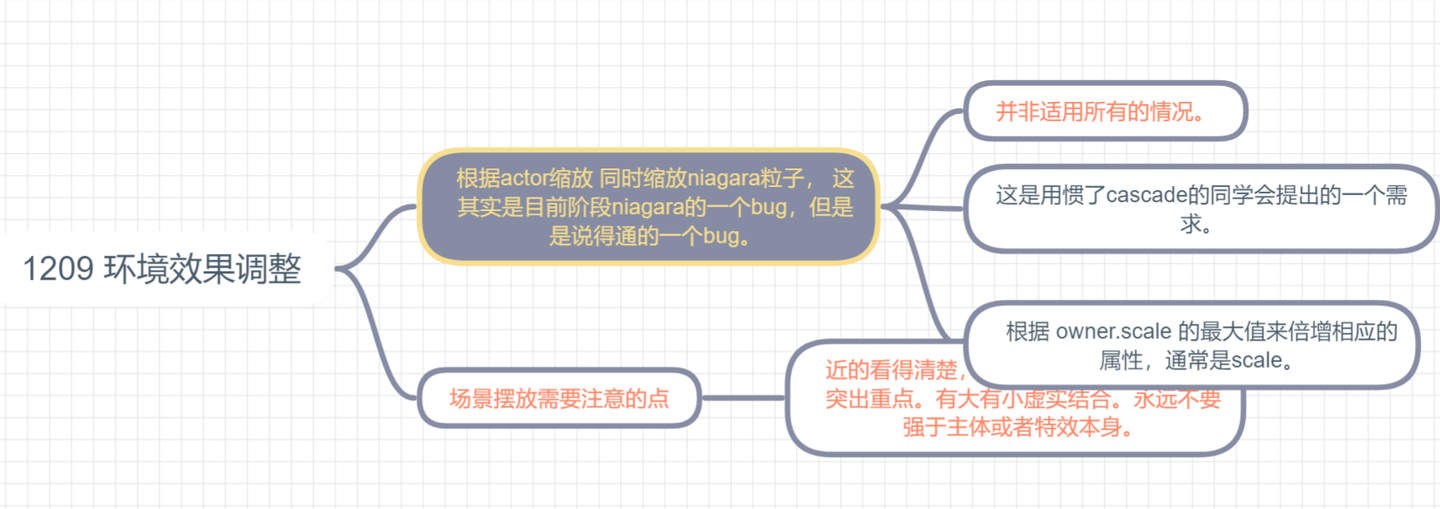 1209 环境效果调整
根据actor缩放 同时缩放niagara粒子， 这
其实是目前阶段niagara的一个bug，但是
是说得通的一个bug。
并非适用所有的情况。
这是用惯了cascade的同学会提出的一个需
求。
根据 owner.scale 的最大值来倍增相应的
属性，通常是scale。
场景摆放需要注意的点
近的看得清楚，
突出重点。有大有小虚实结合。永远不要
强于主体或者特效本身。